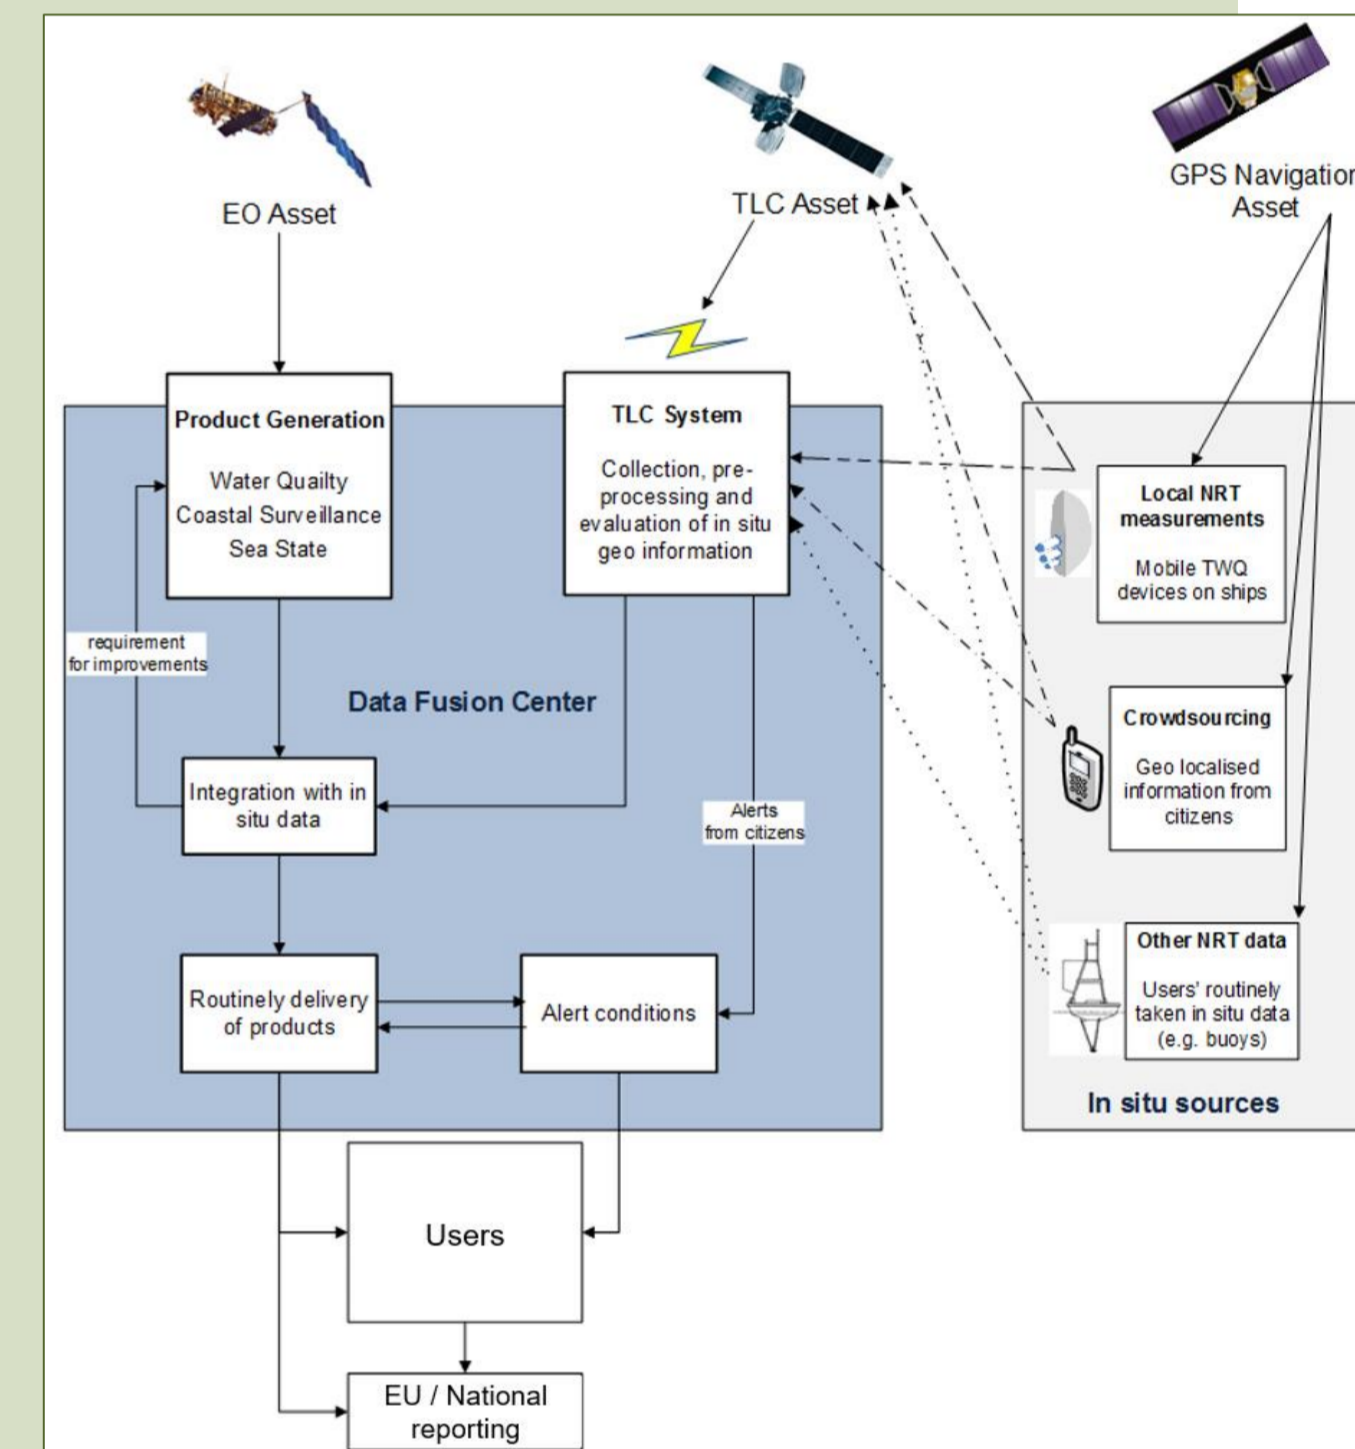 EO Asset
TLC Asset
GPS Navigation
Asset
Product Generation
Water Quailty
Coastal Surveillance
Sea State
TLC System
Collection, pre-
processing and
evaluation of in situ
geo information
requirement
for improvements
Data Fusion Center
Integration with in
situ data
Alerts
from citizens
Routinely delivery
of products
Alert conditions
Local NRT
measurements
Mobile TWQ
devices on ships
Crowdsourcing
Geo localised
information from
citizens
Other NRT data
Users' routinely
taken in situ data
(e.g. buoys)
In situ sources
Users
EU / National
reporting